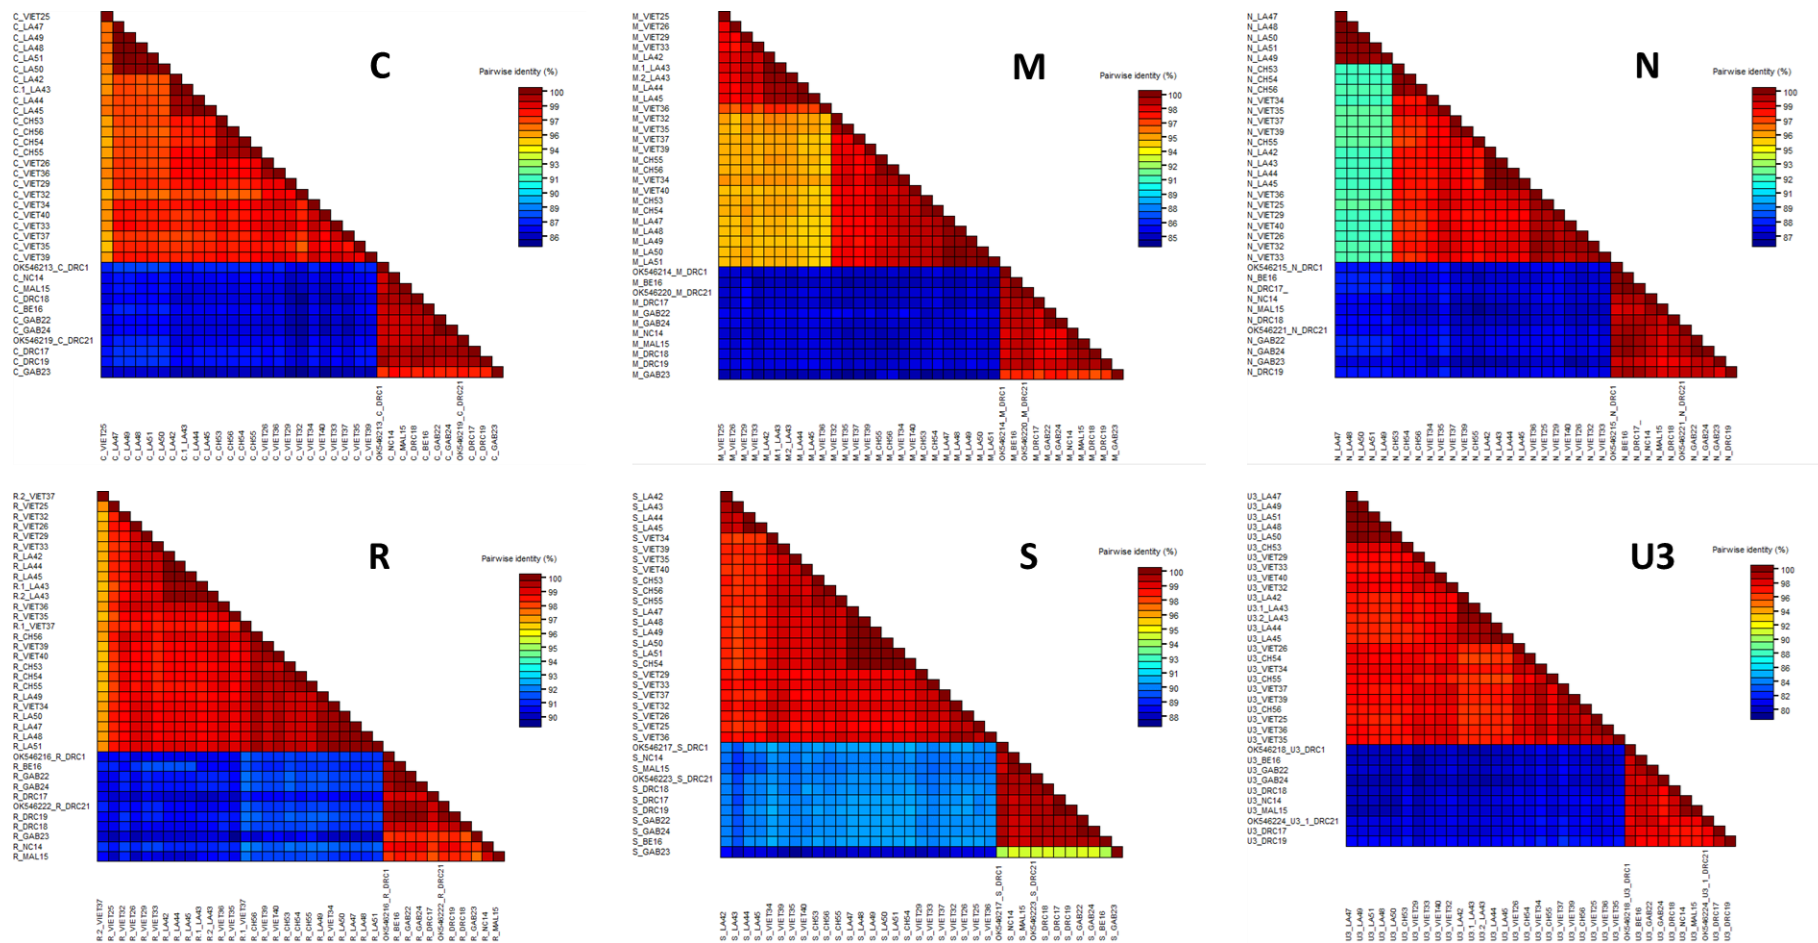 C
Pairwise identity (%)
100
99
97
96
94
93
91
90
89
87
86
C_VIET25
C_LA47
C_LA49
C_LA48
C_LA51
C_LA50
C_LA42
C.1_LA43
C_LA44
C_LA45
C_CH53
C_CH56
C_CH54
C_CH55
C_VIET26
C_VIET36
C_VIET29
C_VIET32
C_VIET34
C_VIET40
C_VIET33
C_VIET37
C_VIET35
C_VIET39
OK546213_C_DRC1
C_NC14
C_MAL15
C_DRC18
C_BE16
C_GAB22
C_GAB24
OK546219_C_DRC21
C_DRC17
C_DRC19
C_GAB23
M
Pairwise identity (%)
100
98
97
95
94
92
91
89
88
86
85
M_VIET25
M_VIET26
M_VIET29
M_VIET33
M_LA42
M.1_LA43
M.2_LA43
M_LA44
M_LA45
M_VIET36
M_VIET32
M_VIET35
M_VIET37
M_VIET39
M_CH55
M_CH56
M_VIET34
M_VIET40
M_CH53
M_CH54
M_LA47
M_LA48
M_LA49
M_LA50
M_LA51
OK546214_M_DRC1
M_BE16
OK546220_M_DRC21
M_DRC17
M_GAB22
M_GAB24
M_NC14
M_MAL15
M_DRC18
M_DRC19
M_GAB23
N
Pairwise identity (%)
100
99
97
96
95
93
92
91
89
88
87
N_LA47
N_LA48
N_LA50
N_LA51
N_LA49
N_CH53
N_CH54
N_CH56
N_VIET34
N_VIET35
N_VIET37
N_VIET39
N_CH55
N_LA42
N_LA43
N_LA44
N_LA45
N_VIET36
N_VIET25
N_VIET29
N_VIET40
N_VIET26
N_VIET32
N_VIET33
OK546215_N_DRC1
N_BE16
N_DRC17_
N_NC14
N_MAL15
N_DRC18
OK546221_N_DRC21
N_GAB22
N_GAB24
N_GAB23
N_DRC19
R
Pairwise identity (%)
100
99
98
97
96
95
94
93
92
91
90
R.2_VIET37
R_VIET25
R_VIET32
R_VIET26
R_VIET29
R_VIET33
R_LA42
R_LA44
R_LA45
R.1_LA43
R.2_LA43
R_VIET36
R_VIET35
R.1_VIET37
R_CH56
R_VIET39
R_VIET40
R_CH53
R_CH54
R_CH55
R_LA49
R_VIET34
R_LA50
R_LA47
R_LA48
R_LA51
OK546216_R_DRC1
R_BE16
R_GAB22
R_GAB24
R_DRC17
OK546222_R_DRC21
R_DRC19
R_DRC18
R_GAB23
R_NC14
R_MAL15
S
Pairwise identity (%)
100
99
98
96
95
94
93
91
90
89
88
S_LA42
S_LA43
S_LA44
S_LA45
S_VIET34
S_VIET39
S_VIET35
S_VIET40
S_CH53
S_CH56
S_CH55
S_LA47
S_LA48
S_LA49
S_LA50
S_LA51
S_CH54
S_VIET29
S_VIET33
S_VIET37
S_VIET32
S_VIET26
S_VIET25
S_VIET36
OK546217_S_DRC1
S_NC14
S_MAL15
OK546223_S_DRC21
S_DRC18
S_DRC17
S_DRC19
S_GAB22
S_GAB24
S_BE16
S_GAB23
U3
Pairwise identity (%)
100
98
96
94
92
90
88
86
84
82
80
U3_LA47
U3_LA49
U3_LA51
U3_LA48
U3_LA50
U3_CH53
U3_VIET29
U3_VIET33
U3_VIET40
U3_VIET32
U3_LA42
U3.1_LA43
U3.2_LA43
U3_LA44
U3_LA45
U3_VIET26
U3_CH54
U3_VIET34
U3_CH55
U3_VIET37
U3_VIET39
U3_CH56
U3_VIET25
U3_VIET36
U3_VIET35
OK546218_U3_DRC1
U3_BE16
U3_GAB22
U3_GAB24
U3_DRC18
U3_NC14
U3_MAL15
OK546224_U3_1_DRC21
U3_DRC17
U3_DRC19